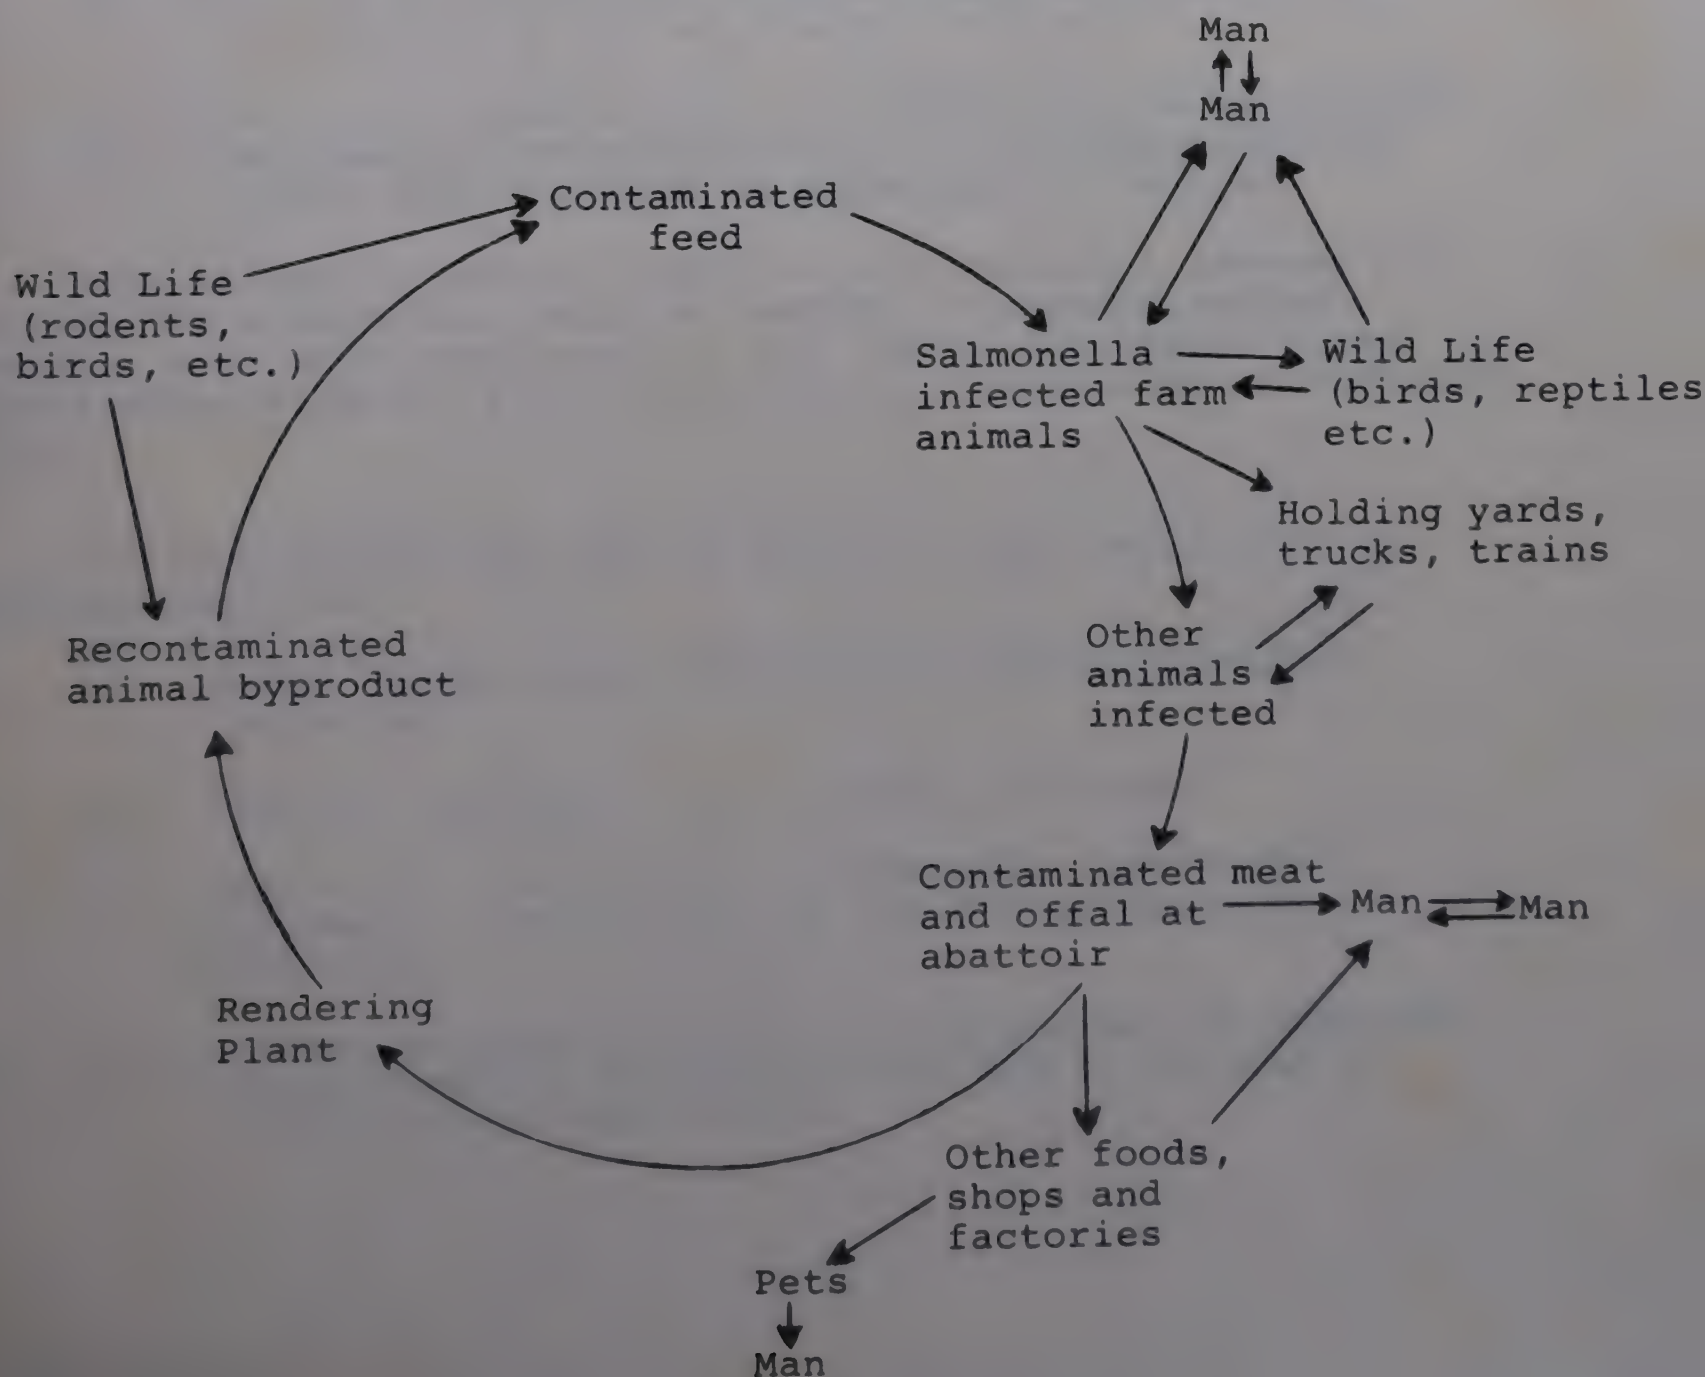 Man
Man
Contaminated
feed
Wild Life
(rodents,
birds, etc.)
Salmonella
infected farm
animals
Wild Life
(birds, reptiles
etc.)
Holding yards,
trucks, trains
Other
animals
infected
Recontaminated
animal byproduct
Contaminated meat
and offal at
abattoir
Man
Man
Rendering
Plant
Other foods,
shops and
factories
Pets
Man